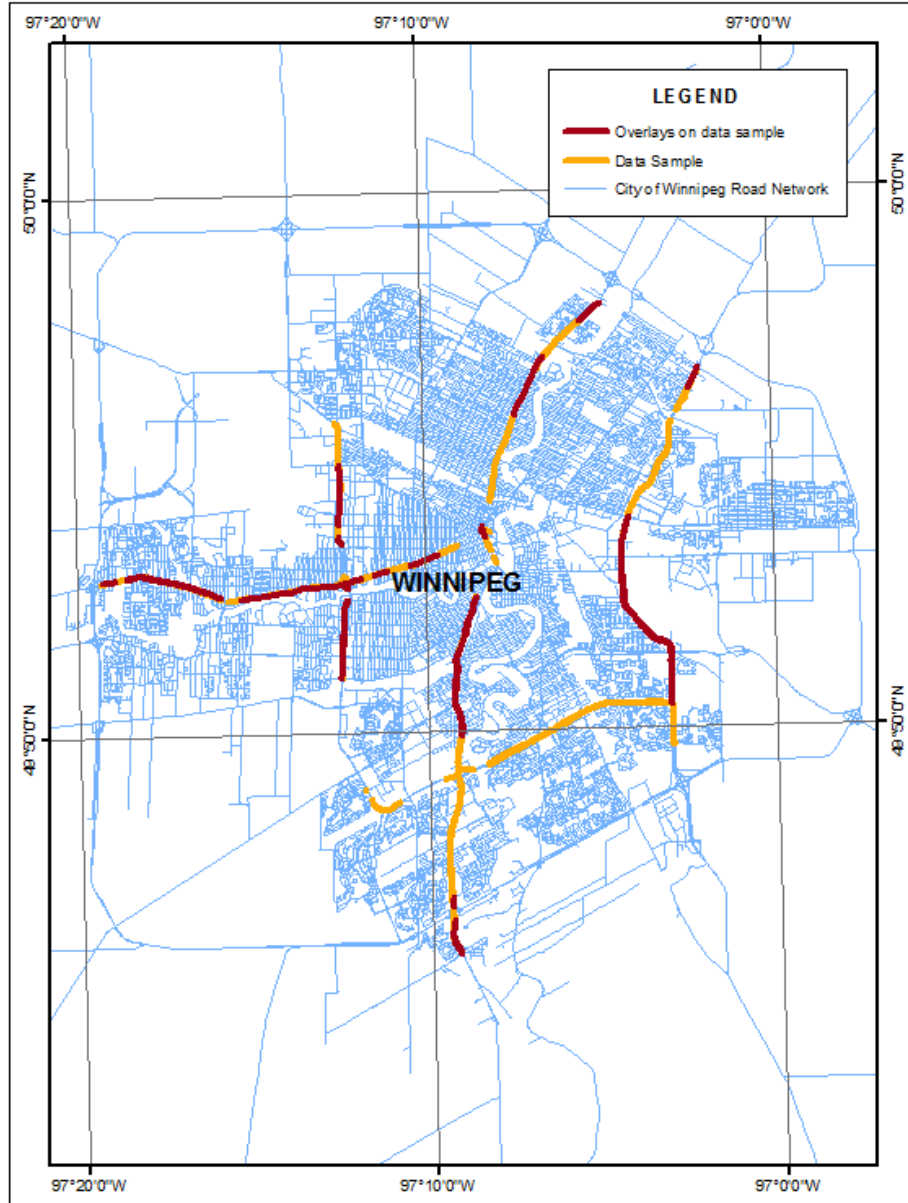 97°20'0"W 97°10'0"W 97°0'0"W
LEGEND
Overlays on data sample
Data Sample
City of Winnipeg Road Network
50°0'0"N
50°0'0"N
WINNIPEG
49°50'0"N
49°50'0"N
97°20'0"W 97°10'0"W 97°0'0"W